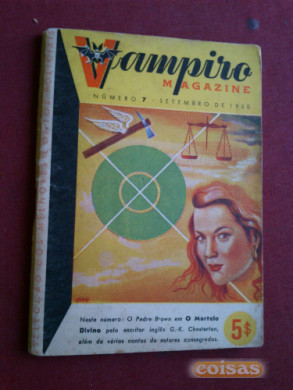 Vampiro
MAGAZINE
NÚMERO 7 - SETEMBRO DE 1950
Neste número: O Padre Brown em O Martelo
Divino pelo escritor inglês G.-K. Chesterton,
além de vários contos de autores consagrados.
5$
coisas